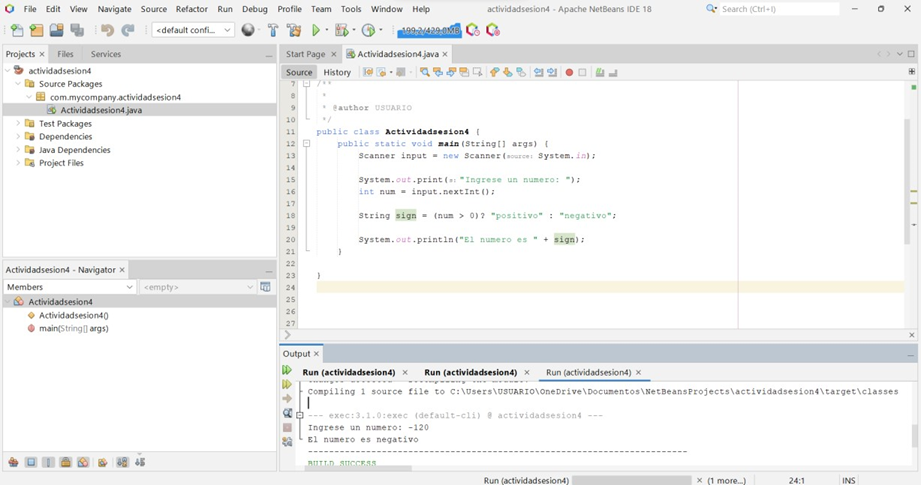 File Edit View Navigate Source Refactor Run Debug Profile Team Tools Window Help actividadsesion4 - Apache NetBeans IDE 18 Search (Ctrl+I)
<default confi...
Projects × Files Services
Start Page × Actividadsesion4.java ×
Source History
actividadsesion4
Source Packages
com.mycompany.actividadsesion4
Actividadsesion4.java
Test Packages
Dependencies
Java Dependencies
Project Files
7 /**
8 *
9 * @author USUARIO
10 */
11 public class Actividadsesion4 {
12 public static void main(String[] args) {
13 Scanner input = new Scanner(source: System.in);
14
15 System.out.print(s: "Ingrese un numero: ");
16 int num = input.nextInt();
17
18 String sign = (num > 0)? "positivo" : "negativo";
19
20 System.out.println("El numero es " + sign);
21 }
22
23 }
24
25
26
27
Actividadsesion4 - Navigator ×
Members <empty>
Actividadsesion4
Actividadsesion4()
main(String[] args)
Output ×
Run (actividadsesion4) × Run (actividadsesion4) × Run (actividadsesion4) ×
Compiling 1 source file to C:\Users\USUARIO\OneDrive\Documentos\NetBeansProjects\actividadsesion4\target\classes
--- exec:3.1.0:exec (default-cli) @ actividadsesion4 ---
Ingrese un numero: -120
El numero es negativo
------------------------------------------------------------------------
BUILD SUCCESS
Run (actividadsesion4) × (1 more...) 24:1 INS